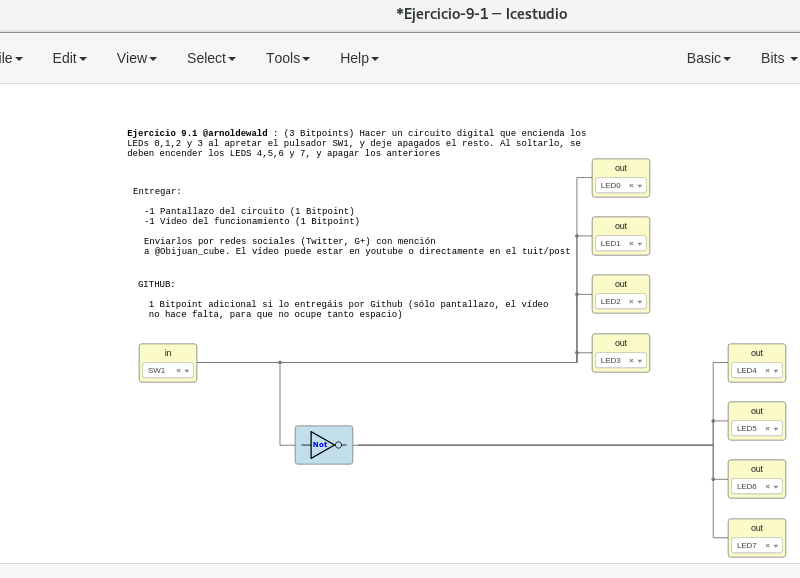 *Ejercicio-9-1 — Icestudio
ile Edit View Select Tools Help Basic Bits
Ejercicio 9.1 @arnoldewald : (3 Bitpoints) Hacer un circuito digital que encienda los
LEDs 0,1,2 y 3 al apretar el pulsador SW1, y deje apagados el resto. Al soltarlo, se
deben encender los LEDS 4,5,6 y 7, y apagar los anteriores
Entregar:
-1 Pantallazo del circuito (1 Bitpoint)
-1 Vídeo del funcionamiento (1 Bitpoint)
Enviarlos por redes sociales (Twitter, G+) con mención
a @Obijuan_cube. El vídeo puede estar en youtube o directamente en el tuit/post
GITHUB:
1 Bitpoint adicional si lo entregáis por Github (sólo pantallazo, el vídeo
no hace falta, para que no ocupe tanto espacio)
out
LED0
out
LED1
out
LED2
out
LED3
in
SW1
Not
out
LED4
out
LED5
out
LED6
out
LED7